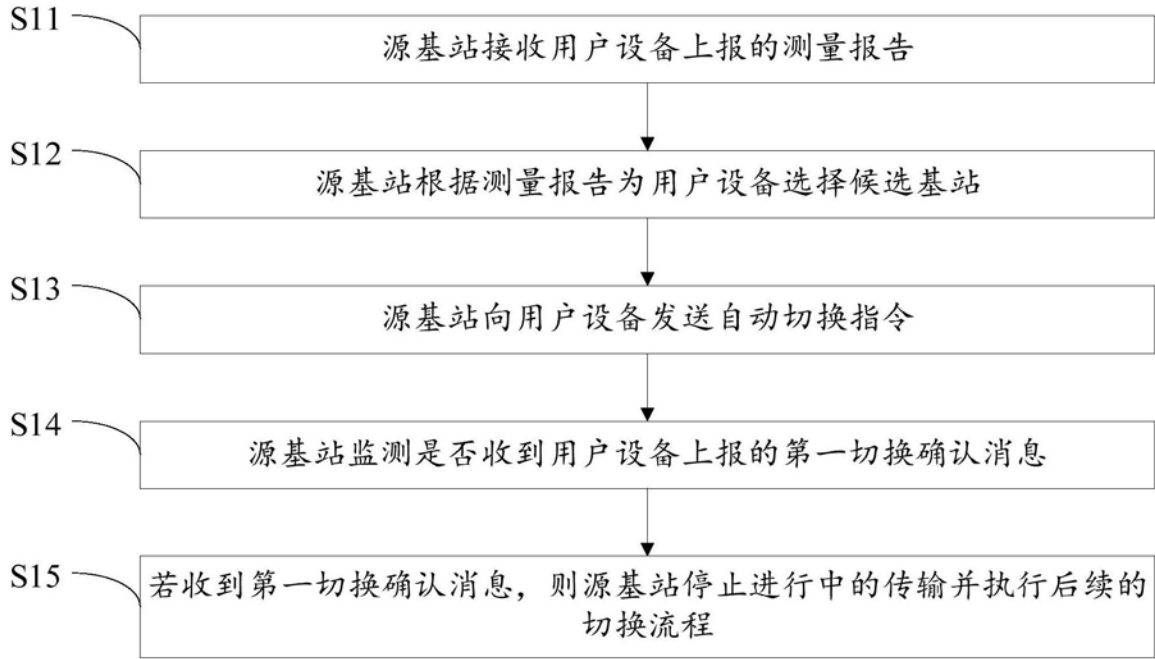 S11
源基站接收用户设备上报的测量报告
S12
源基站根据测量报告为用户设备选择候选基站
S13
源基站向用户设备发送自动切换指令
S14
源基站监测是否收到用户设备上报的第一切换确认消息
S15
若收到第一切换确认消息，则源基站停止进行中的传输并执行后续的
切换流程